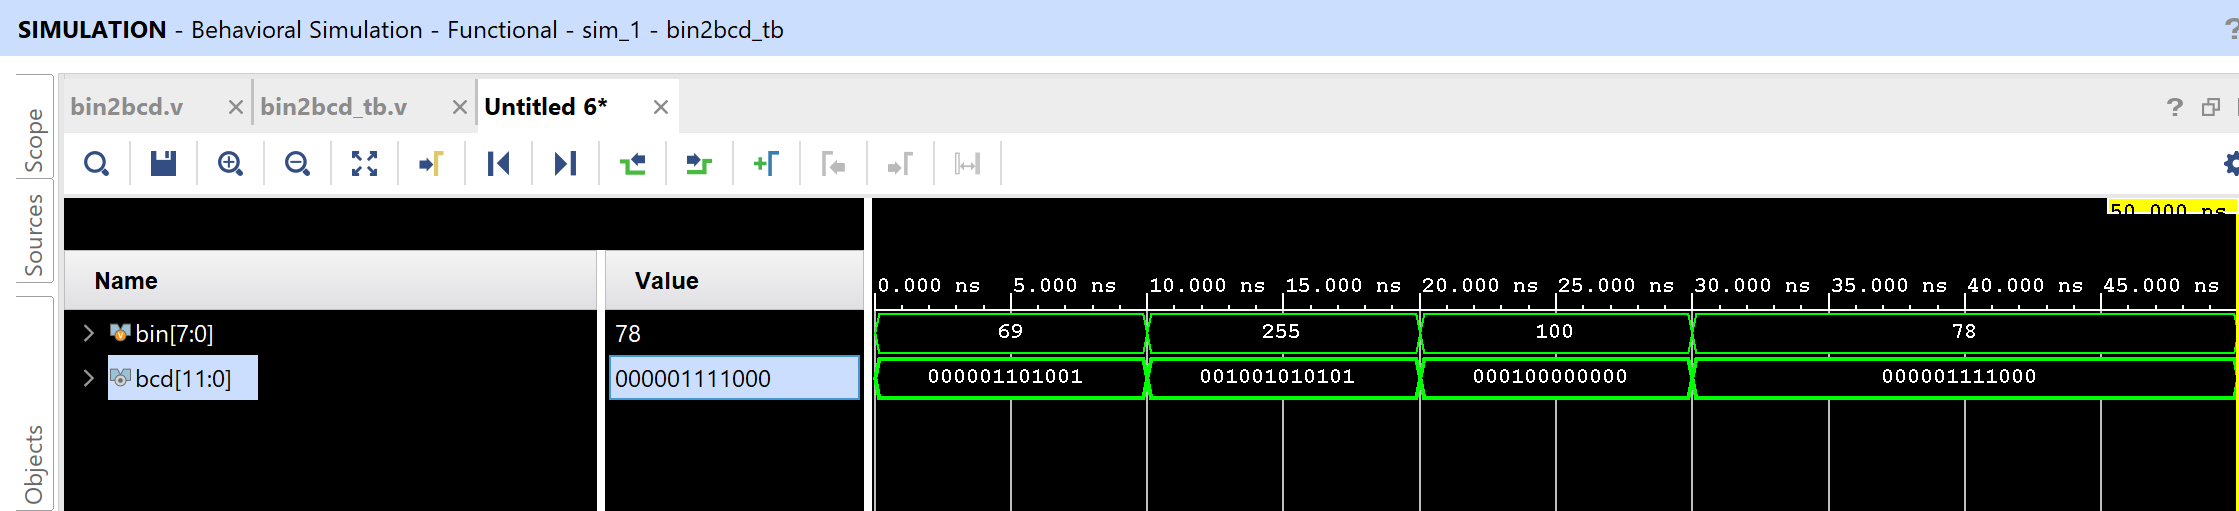 SIMULATION - Behavioral Simulation - Functional - sim_1 - bin2bcd_tb
?
Scope
Sources
Objects
bin2bcd.v
bin2bcd_tb.v
Untitled 6*
?
50.000 ns
Name
Value
0.000 ns 5.000 ns 10.000 ns 15.000 ns 20.000 ns 25.000 ns 30.000 ns 35.000 ns 40.000 ns 45.000 ns
bin[7:0] 78 69 255 100 78
bcd[11:0] 000001111000 000001101001 001001010101 000100000000 000001111000